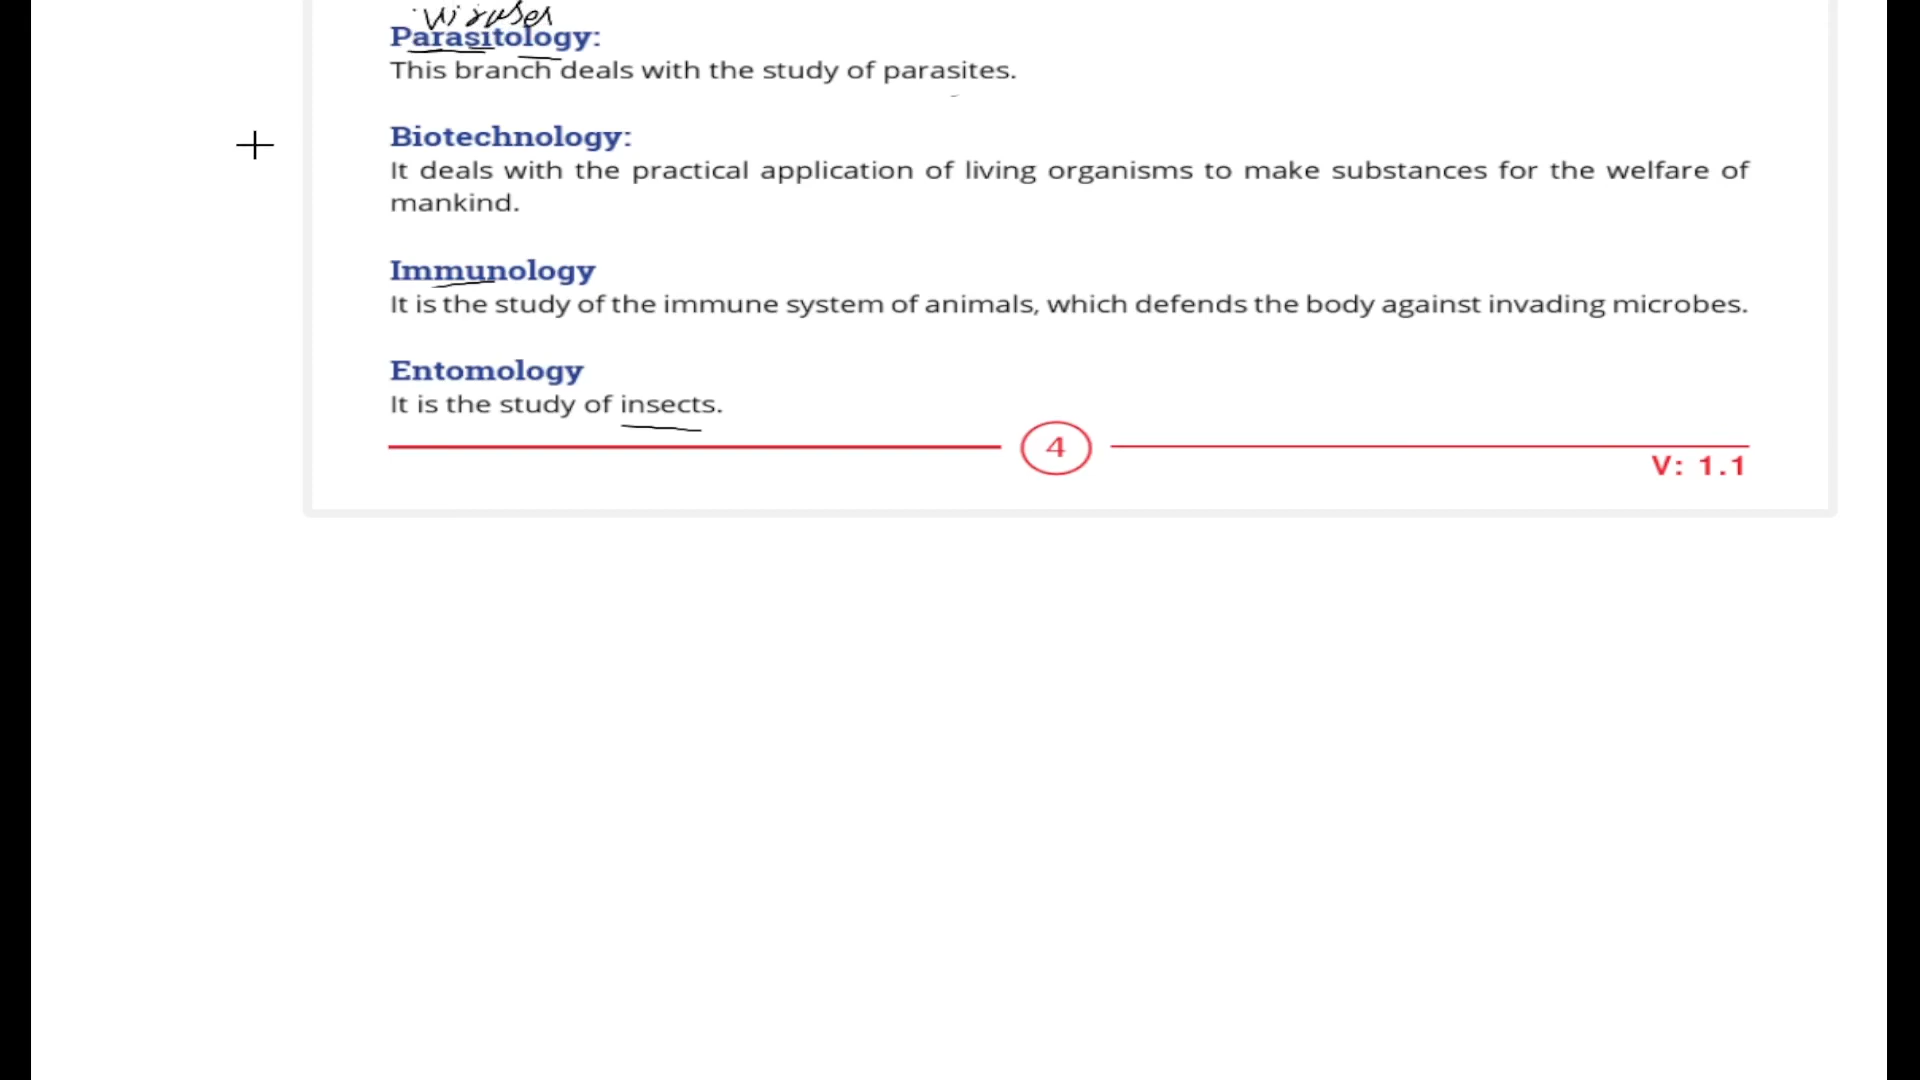 Viruses
Parasitology:
This branch deals with the study of parasites.
Biotechnology:
It deals with the practical application of living organisms to make substances for the welfare of
mankind.
Immunology
It is the study of the immune system of animals, which defends the body against invading microbes.
Entomology
It is the study of insects.
4
V: 1.1